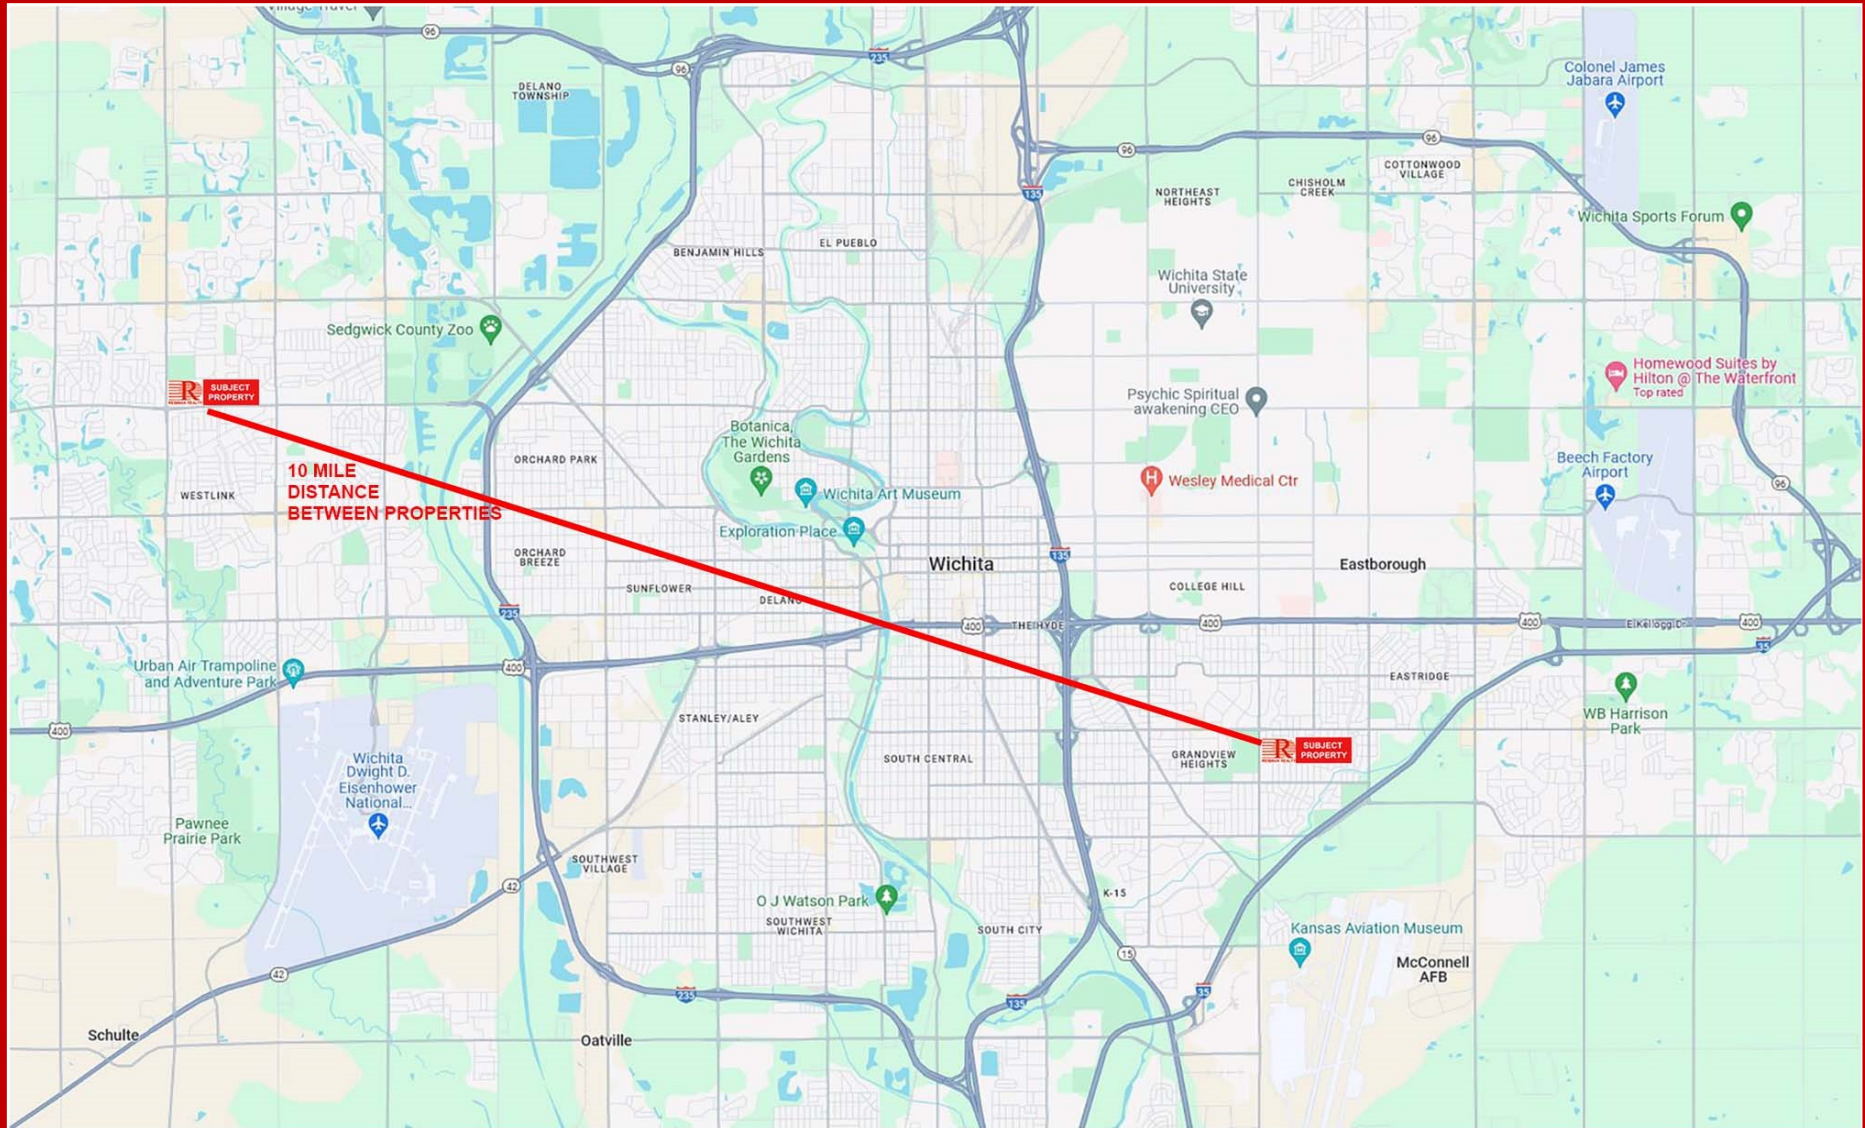 Village Travel
96
96
235
DELANO
TOWNSHIP
Colonel James
Jabara Airport
96
96
COTTONWOOD
VILLAGE
135
NORTHEAST
HEIGHTS
CHISHOLM
CREEK
Wichita Sports Forum
EL PUEBLO
BENJAMIN HILLS
Wichita State
University
Sedgwick County Zoo
R
SUBJECT
PROPERTY
Homewood Suites by
Hilton @ The Waterfront
Top rated
Psychic Spiritual
awakening CEO
Botanica,
The Wichita
Gardens
ORCHARD PARK
10 MILE
DISTANCE
BETWEEN PROPERTIES
WESTLINK
Beech Factory
Airport
Wesley Medical Ctr
96
Wichita Art Museum
Exploration Place
ORCHARD
BREEZE
135
Wichita
Eastborough
SUNFLOWER
COLLEGE HILL
DELANO
235
400
THE HYDE
400
400
E Kellogg Dr
400
35
Urban Air Trampoline
and Adventure Park
400
EASTRIDGE
WB Harrison
Park
400
STANLEY/ALEY
SOUTH CENTRAL
GRANDVIEW
HEIGHTS
R
SUBJECT
PROPERTY
Wichita
Dwight D.
Eisenhower
National...
Pawnee
Prairie Park
SOUTHWEST
VILLAGE
42
O J Watson Park
SOUTHWEST
WICHITA
K-15
SOUTH CITY
Kansas Aviation Museum
15
McConnell
AFB
42
235
135
35
Schulte
Oatville